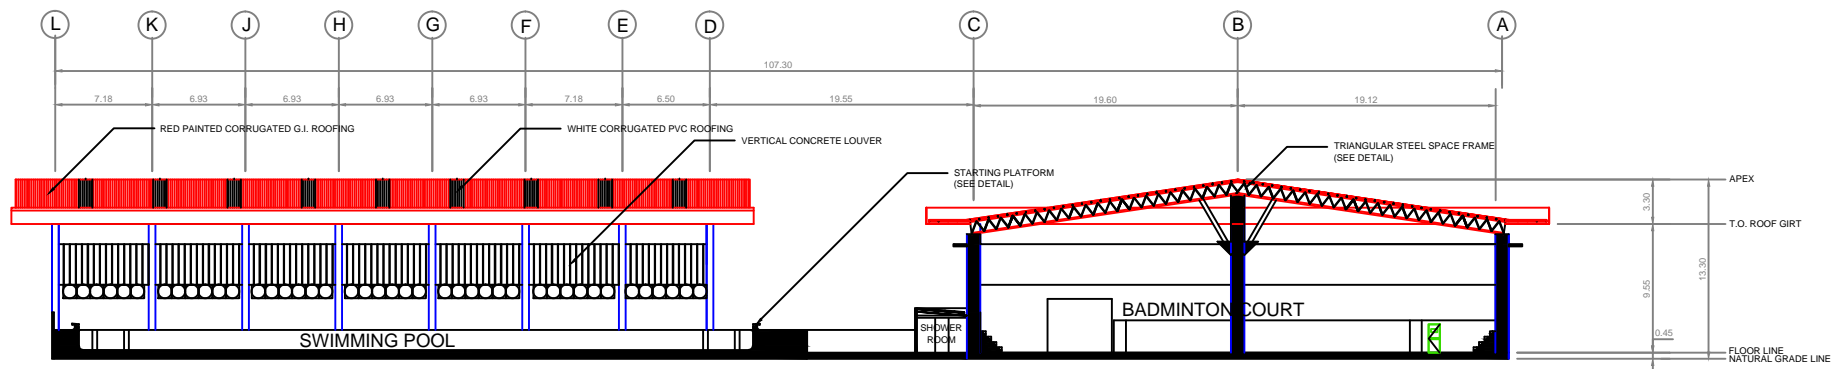 L K J H G F E D C B A
107.30
7.18 6.93 6.93 6.93 6.93 7.18 6.50 19.55 19.60 19.12
RED PAINTED CORRUGATED G.I. ROOFING
WHITE CORRUGATED PVC ROOFING
VERTICAL CONCRETE LOUVER
STARTING PLATFORM
(SEE DETAIL)
TRIANGULAR STEEL SPACE FRAME
(SEE DETAIL)
APEX
3.30
T.O. ROOF GIRT
13.30
9.55
0.45
SWIMMING POOL
SHOWER
ROOM
BADMINTON COURT
FLOOR LINE
NATURAL GRADE LINE